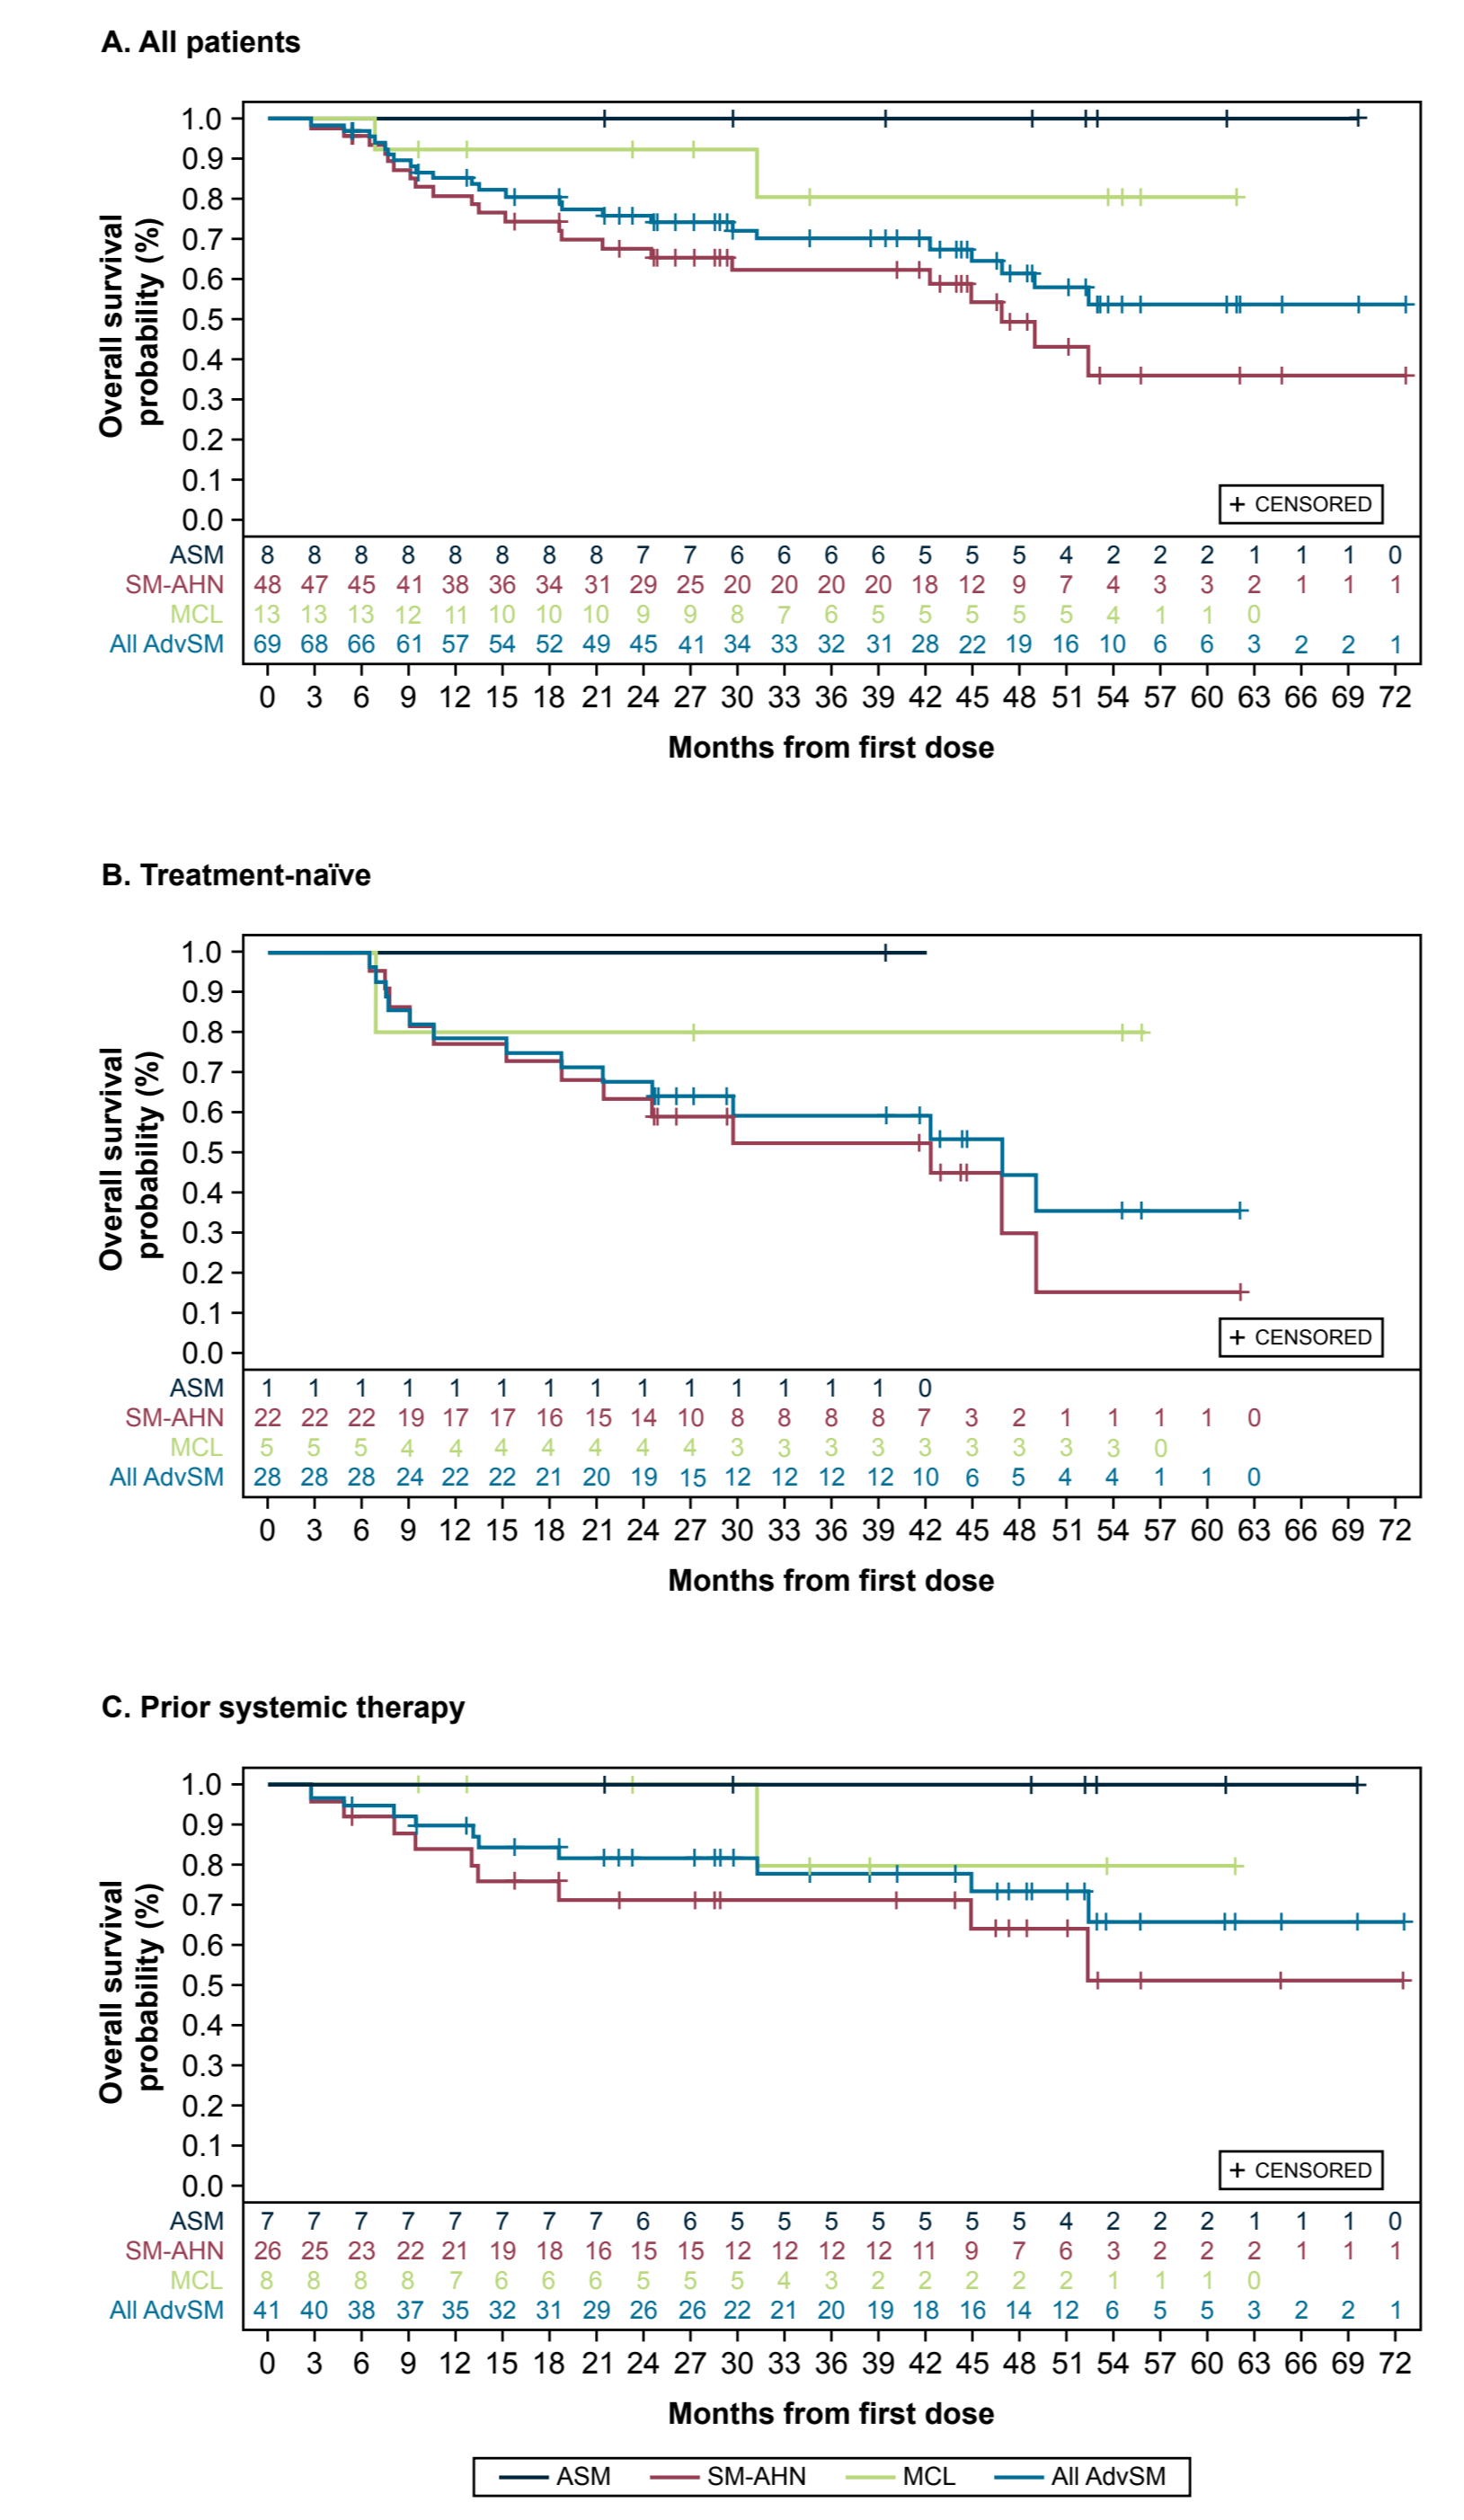 A. All patients
Overall survival
probability (%)
1.0
0.9
0.8
0.7
0.6
0.5
0.4
0.3
0.2
0.1
0.0
+ CENSORED
ASM 8 8 8 8 8 8 8 8 7 7 6 6 6 6 5 5 5 4 2 2 2 1 1 1 0
SM-AHN 48 47 45 41 38 36 34 31 29 25 20 20 20 20 18 12 9 7 4 3 3 2 1 1 1
MCL 13 13 13 12 11 10 10 10 9 9 8 7 6 5 5 5 5 5 4 1 1 0
All AdvSM 69 68 66 61 57 54 52 49 45 41 34 33 32 31 28 22 19 16 10 6 6 3 2 2 1
0 3 6 9 12 15 18 21 24 27 30 33 36 39 42 45 48 51 54 57 60 63 66 69 72
Months from first dose
B. Treatment-naïve
Overall survival
probability (%)
1.0
0.9
0.8
0.7
0.6
0.5
0.4
0.3
0.2
0.1
0.0
+ CENSORED
ASM 1 1 1 1 1 1 1 1 1 1 1 1 1 1 0
SM-AHN 22 22 22 19 17 17 16 15 14 10 8 8 8 8 7 3 2 1 1 1 1 0
MCL 5 5 5 4 4 4 4 4 4 4 3 3 3 3 3 3 3 3 3 0
All AdvSM 28 28 28 24 22 22 21 20 19 15 12 12 12 12 10 6 5 4 4 1 1 0
0 3 6 9 12 15 18 21 24 27 30 33 36 39 42 45 48 51 54 57 60 63 66 69 72
Months from first dose
C. Prior systemic therapy
Overall survival
probability (%)
1.0
0.9
0.8
0.7
0.6
0.5
0.4
0.3
0.2
0.1
0.0
+ CENSORED
ASM 7 7 7 7 7 7 7 7 6 6 5 5 5 5 5 5 5 4 2 2 2 1 1 1 0
SM-AHN 26 25 23 22 21 19 18 16 15 15 12 12 12 12 11 9 7 6 3 2 2 2 1 1 1
MCL 8 8 8 8 7 6 6 6 5 5 5 4 3 2 2 2 2 2 1 1 1 0
All AdvSM 41 40 38 37 35 32 31 29 26 26 22 21 20 19 18 16 14 12 6 5 5 3 2 2 1
0 3 6 9 12 15 18 21 24 27 30 33 36 39 42 45 48 51 54 57 60 63 66 69 72
Months from first dose
ASM SM-AHN MCL All AdvSM